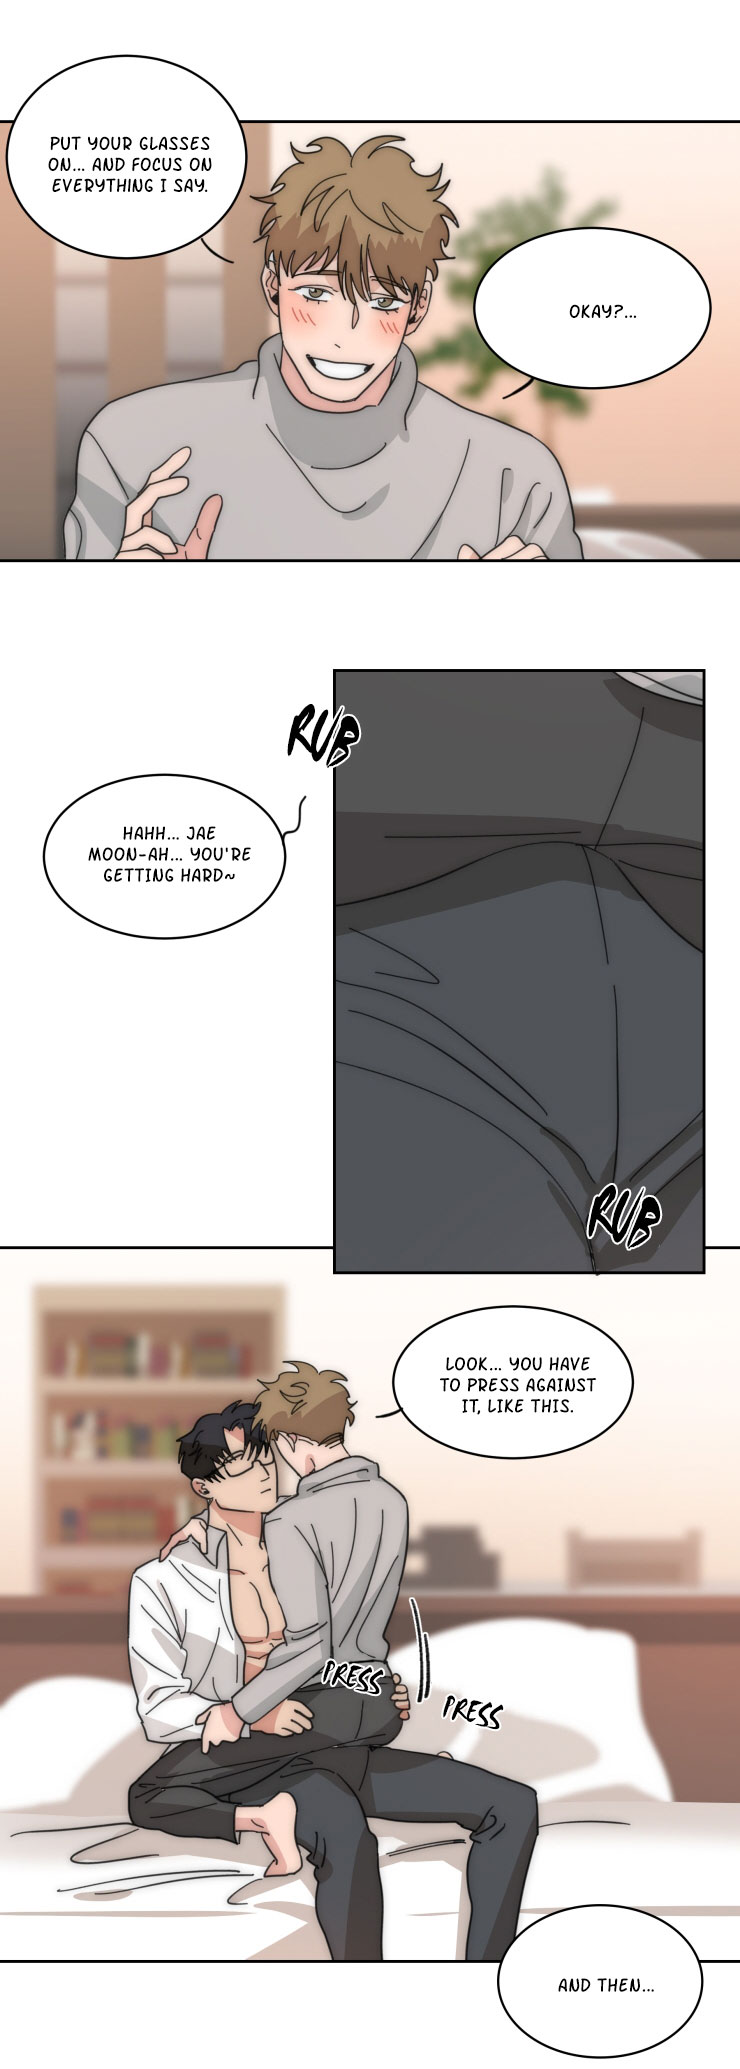 PUT YOUR GLASSES
ON... AND FOCUS ON
EVERYTHING I SAY.
OKAY?...
RUB
HAHH... JAE
MOON-AH... YOU'RE
GETTING HARD~
RUB
LOOK... YOU HAVE
TO PRESS AGAINST
IT, LIKE THIS.
PRESS
PRESS
AND THEN...